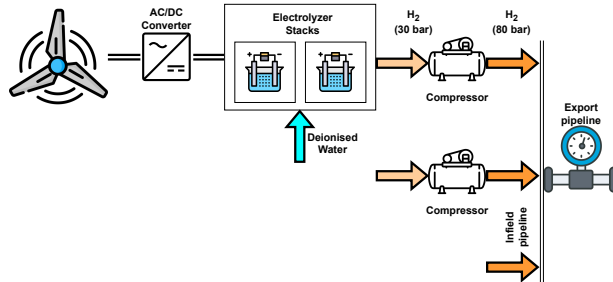 AC/DC
Converter
Electrolyzer
Stacks
H₂
(30 bar)
H₂
(80 bar)
+
−
+
−
Compressor
Export
pipeline
Deionised
Water
Compressor
Infield
pipeline